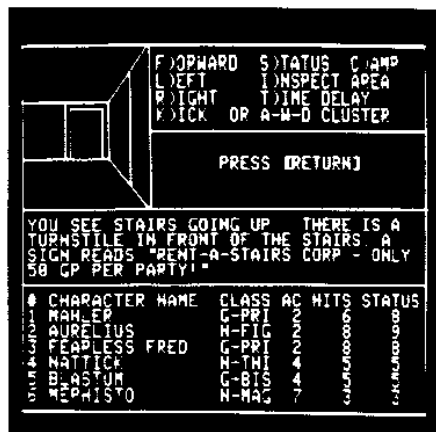 F)ORWARD S)TATUS C)AMP
L)EFT I)NSPECT AREA
R)IGHT T)IME DELAY
K)ICK OR A-W-D CLUSTER
PRESS [RETURN]
YOU SEE STAIRS GOING UP. THERE IS A
TURNSTILE IN FRONT OF THE STAIRS. A
SIGN READS "RENT-A-STAIRS CORP - ONLY
50 GP PER PARTY!"
# CHARACTER NAME CLASS AC HITS STATUS
1 MAHLER G-PRI 2 6 8
2 AURELIUS N-FIG 2 8 9
3 FEARLESS FRED G-PRI 2 8 8
4 NATTICK N-THI 4 5 5
5 BLASTUM G-BIS 4 5 5
6 MEPHISTO N-MAG 7 3 3